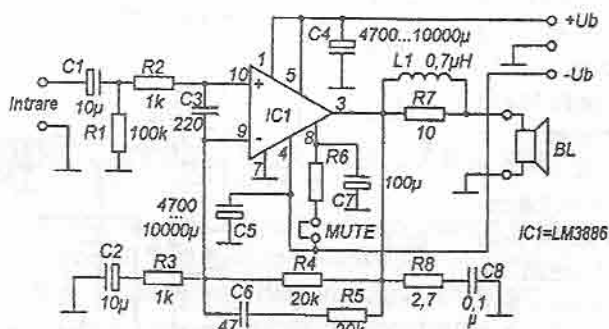 +Ub
C4
4700...10000µ
L1 0,7µH
-Ub
1
5
C1
R2
10
+
IC1
3
R7
10
BL
Intrare
10µ
1k
C3
220
9
-
R1
100k
7
4
8
R6
C7
100µ
4700
...
10000µ
C5
MUTE
IC1=LM3886
C2
R3
R4
R8
C8
10µ
1k
20k
2,7
0,1
µ
C6
R5
47